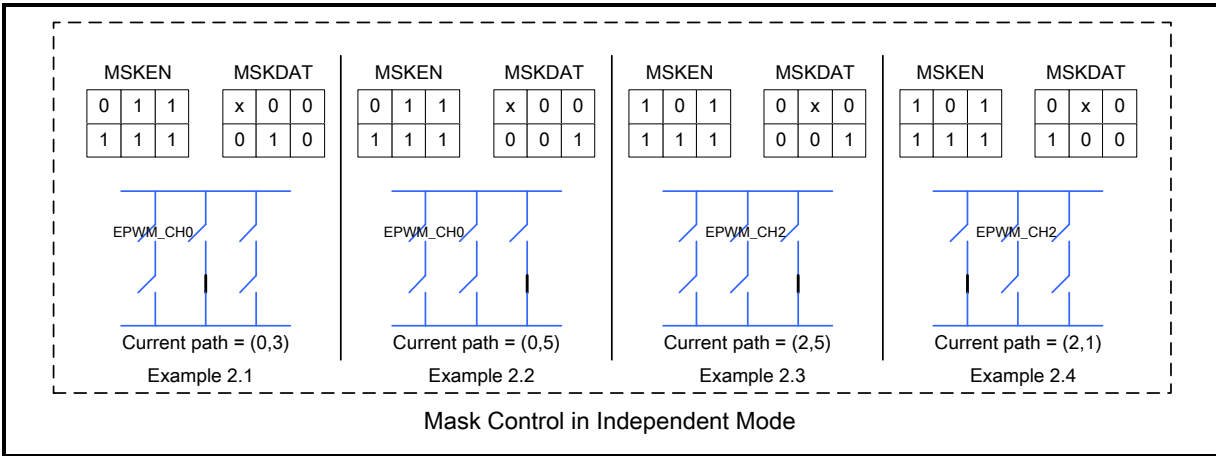 MSKEN MSKDAT MSKEN MSKDAT MSKEN MSKDAT MSKEN MSKDAT
0 1 1 x 0 0 0 1 1 x 0 0 1 0 1 0 x 0 1 0 1 0 x 0
1 1 1 0 1 0 1 1 1 0 0 1 1 1 1 0 0 1 1 1 1 1 0 0
EPWM_CH0 EPWM_CH0 EPWM_CH2 EPWM_CH2
Current path = (0,3) Current path = (0,5) Current path = (2,5) Current path = (2,1)
Example 2.1 Example 2.2 Example 2.3 Example 2.4
Mask Control in Independent Mode